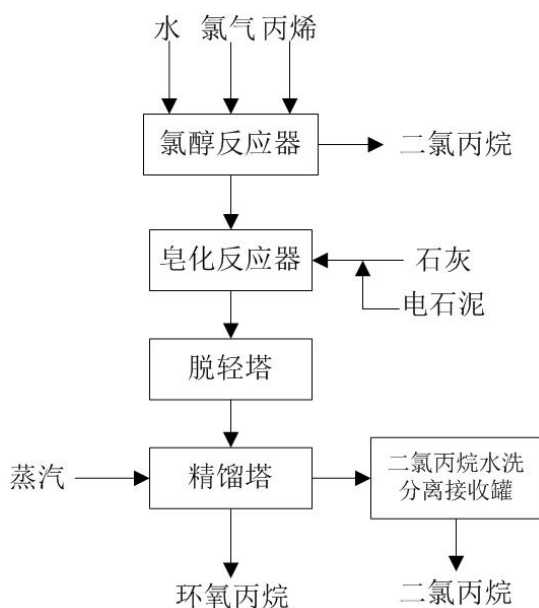 水 氯气 丙烯
氯醇反应器
二氯丙烷
皂化反应器
石灰
电石泥
脱轻塔
蒸汽
精馏塔
二氯丙烷水洗
分离接收罐
环氧丙烷
二氯丙烷